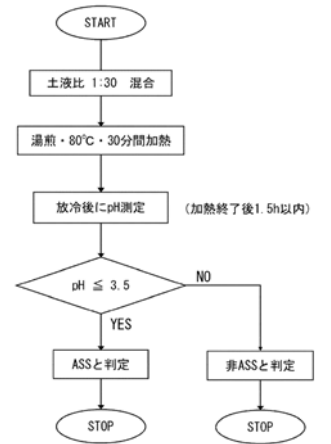 START
土液比 1:30 混合
湯煎・80℃・30分間加熱
放冷後にpH測定 (加熱終了後1.5h以内)
pH ≦ 3.5
NO
YES
ASSと判定
非ASSと判定
STOP
STOP